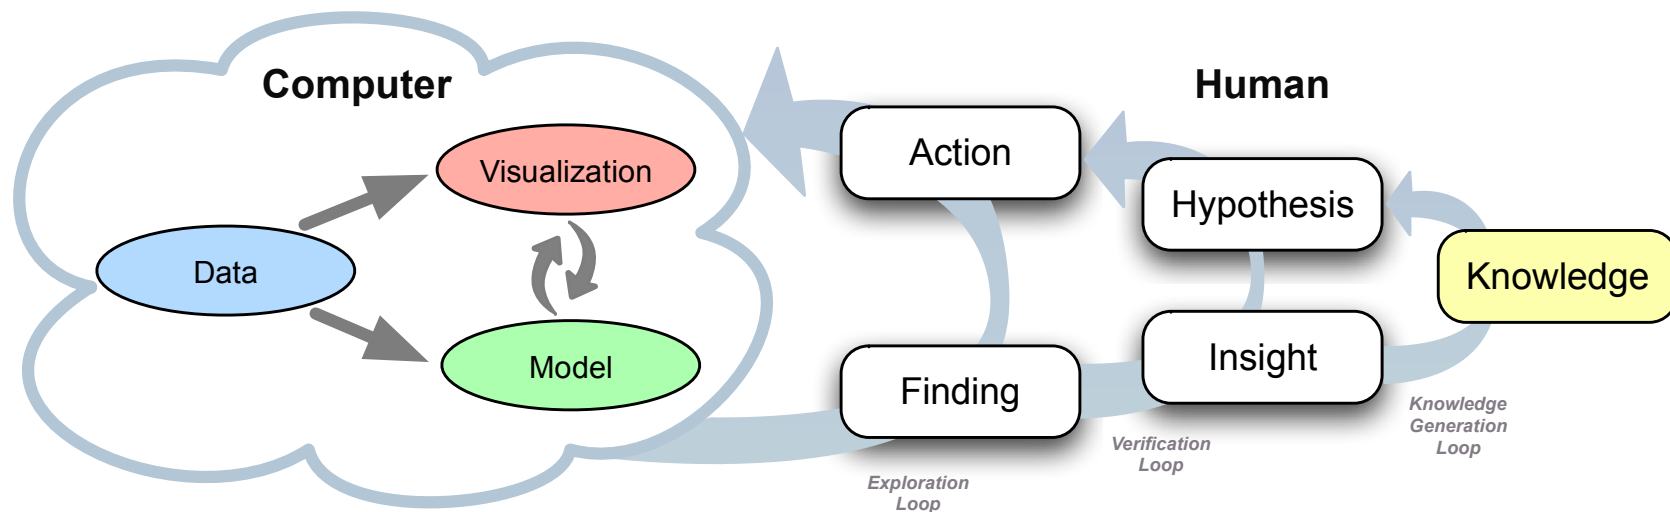 Computer
Visualization
Data
Model
Human
Action
Hypothesis
Knowledge
Insight
Finding
Exploration
Loop
Verification
Loop
Knowledge
Generation
Loop